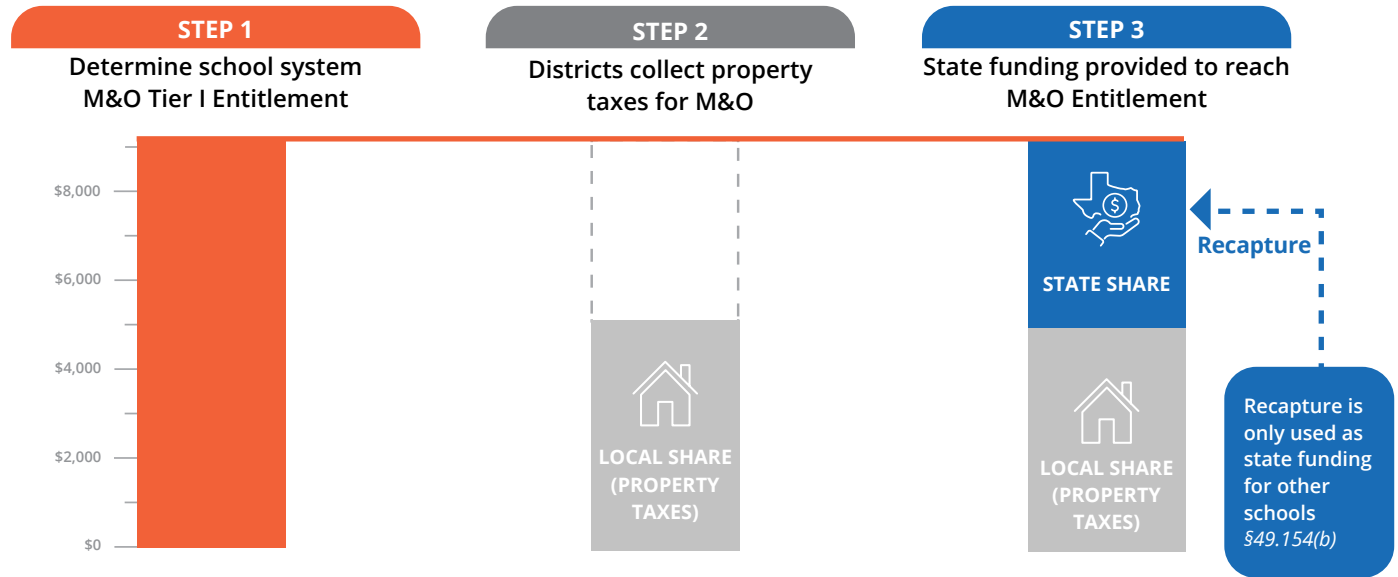 STEP 1
Determine school system
M&O Tier I Entitlement
STEP 2
Districts collect property
taxes for M&O
STEP 3
State funding provided to reach
M&O Entitlement
$8,000
$6,000
$4,000
$2,000
$0
LOCAL SHARE
(PROPERTY
TAXES)
$
STATE SHARE
LOCAL SHARE
(PROPERTY
TAXES)
Recapture
Recapture is
only used as
state funding
for other
schools
§49.154(b)